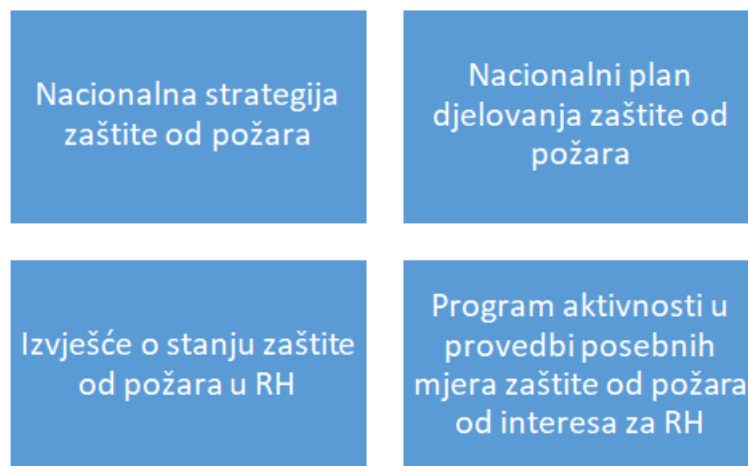 Nacionalna strategija
zaštite od požara
Nacionalni plan
djelovanja zaštite od
požara
Izvješće o stanju zaštite
od požara u RH
Program aktivnosti u
provedbi posebnih
mjera zaštite od požara
od interesa za RH